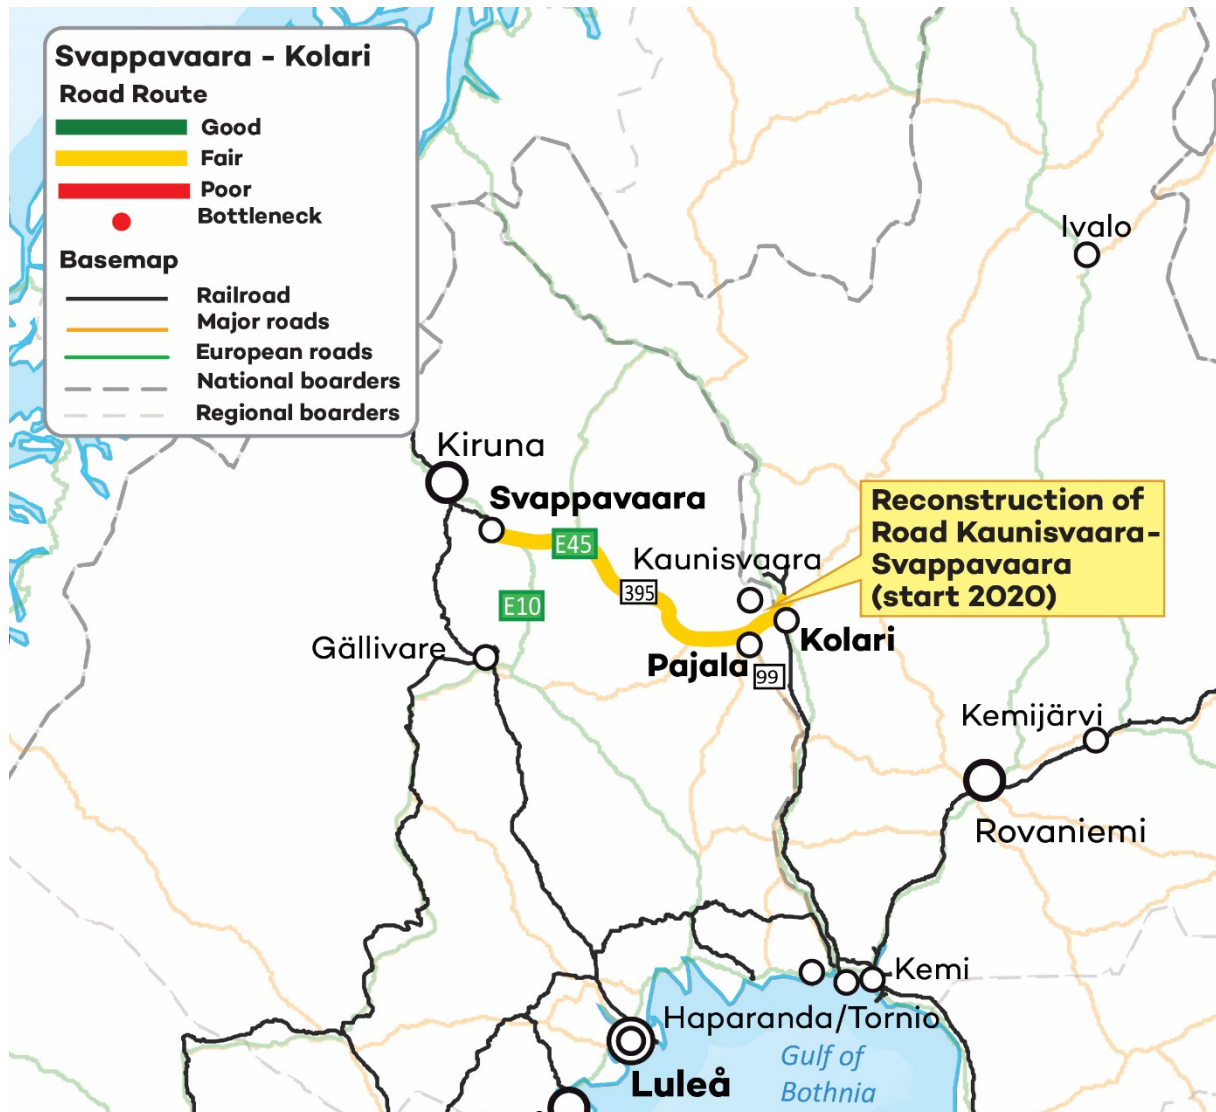 Svappavaara - Kolari
Road Route
Good
Fair
Poor
Bottleneck
Basemap
Railroad
Major roads
European roads
National boarders
Regional boarders
Ivalo
Kiruna
Svappavaara
E45
Kaunisvaara
395
E10
Reconstruction of
Road Kaunisvaara-
Svappavaara
(start 2020)
Gällivare
Pajala
Kolari
99
Kemijärvi
Rovaniemi
Kemi
Haparanda/Tornio
Gulf of
Bothnia
Luleå